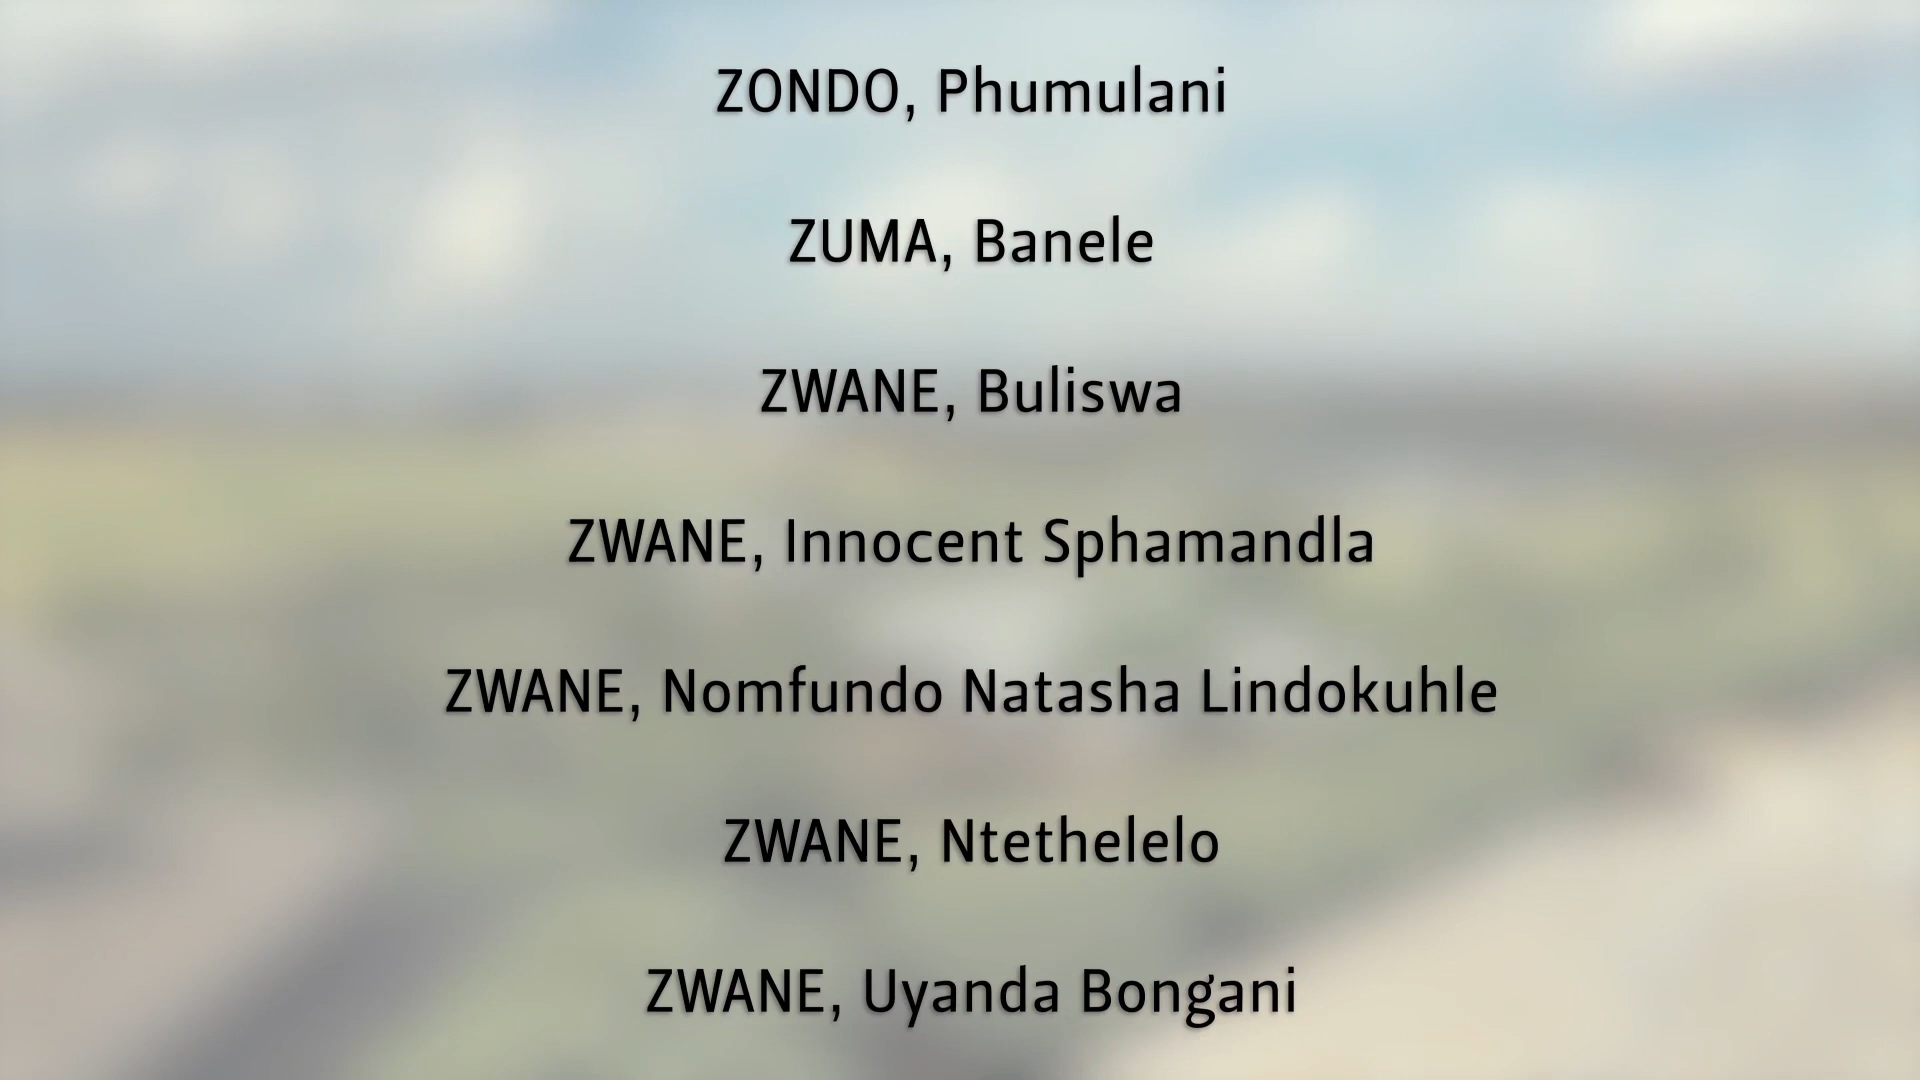 ZONDO, Phumulani
ZUMA, Banele
ZWANE, Buliswa
ZWANE, Innocent Sphamandla
ZWANE, Nomfundo Natasha Lindokuhle
ZWANE, Ntethelelo
ZWANE, Uyanda Bongani